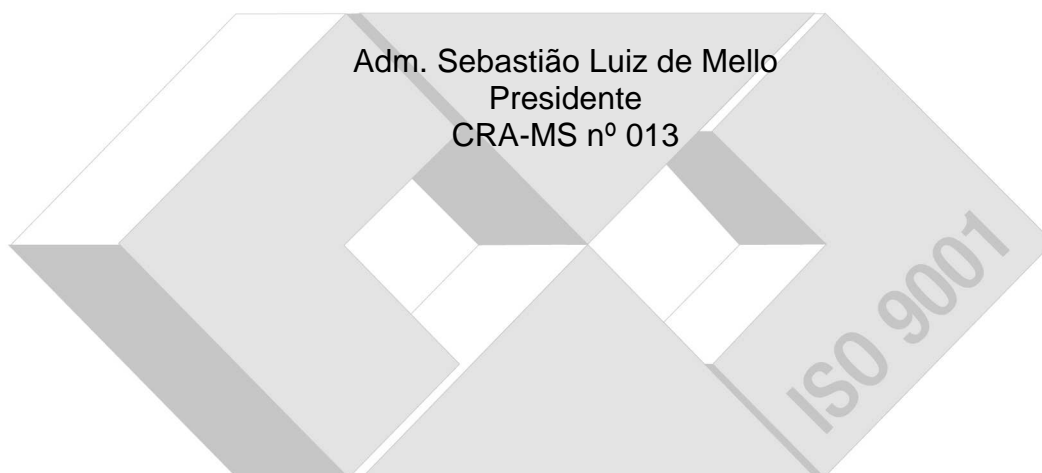 Adm. Sebastião Luiz de Mello
Presidente
CRA-MS nº 013
ISO 9001